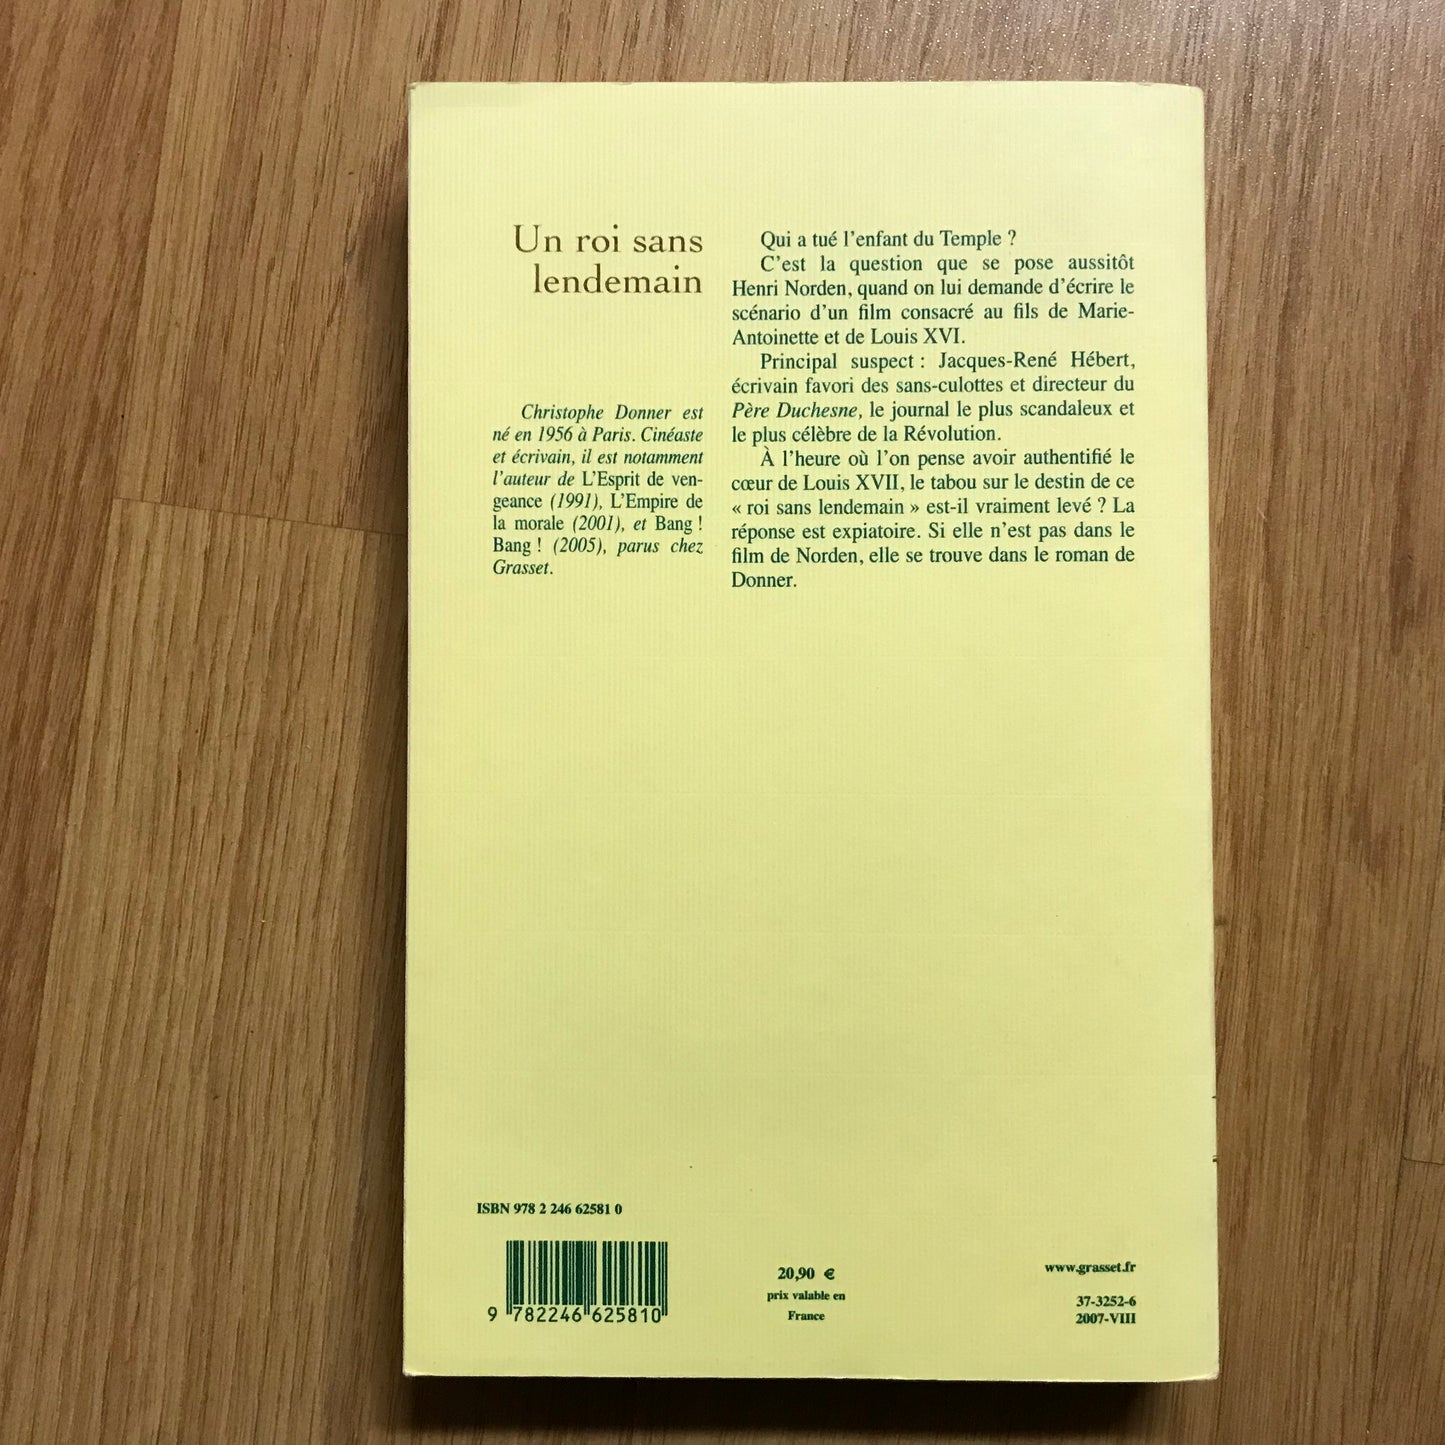 Un roi sans
lendemain
Christophe Donner est
né en 1956 à Paris. Cinéaste
et écrivain, il est notamment
l'auteur de L'Esprit de ven-
geance (1991), L'Empire de
la morale (2001), et Bang !
Bang ! (2005), parus chez
Grasset.
Qui a tué l'enfant du Temple ?
C'est la question que se pose aussitôt
Henri Norden, quand on lui demande d'écrire le
scénario d'un film consacré au fils de Marie-
Antoinette et de Louis XVI.
Principal suspect : Jacques-René Hébert,
écrivain favori des sans-culottes et directeur du
Père Duchesne, le journal le plus scandaleux et
le plus célèbre de la Révolution.
À l'heure où l'on pense avoir authentifié le
cœur de Louis XVII, le tabou sur le destin de ce
« roi sans lendemain » est-il vraiment levé ? La
réponse est expiatoire. Si elle n'est pas dans le
film de Norden, elle se trouve dans le roman de
Donner.
ISBN 978 2 246 62581 0
9 782246 625810
20,90 €
prix valable en
France
www.grasset.fr
37-3252-6
2007-VIII